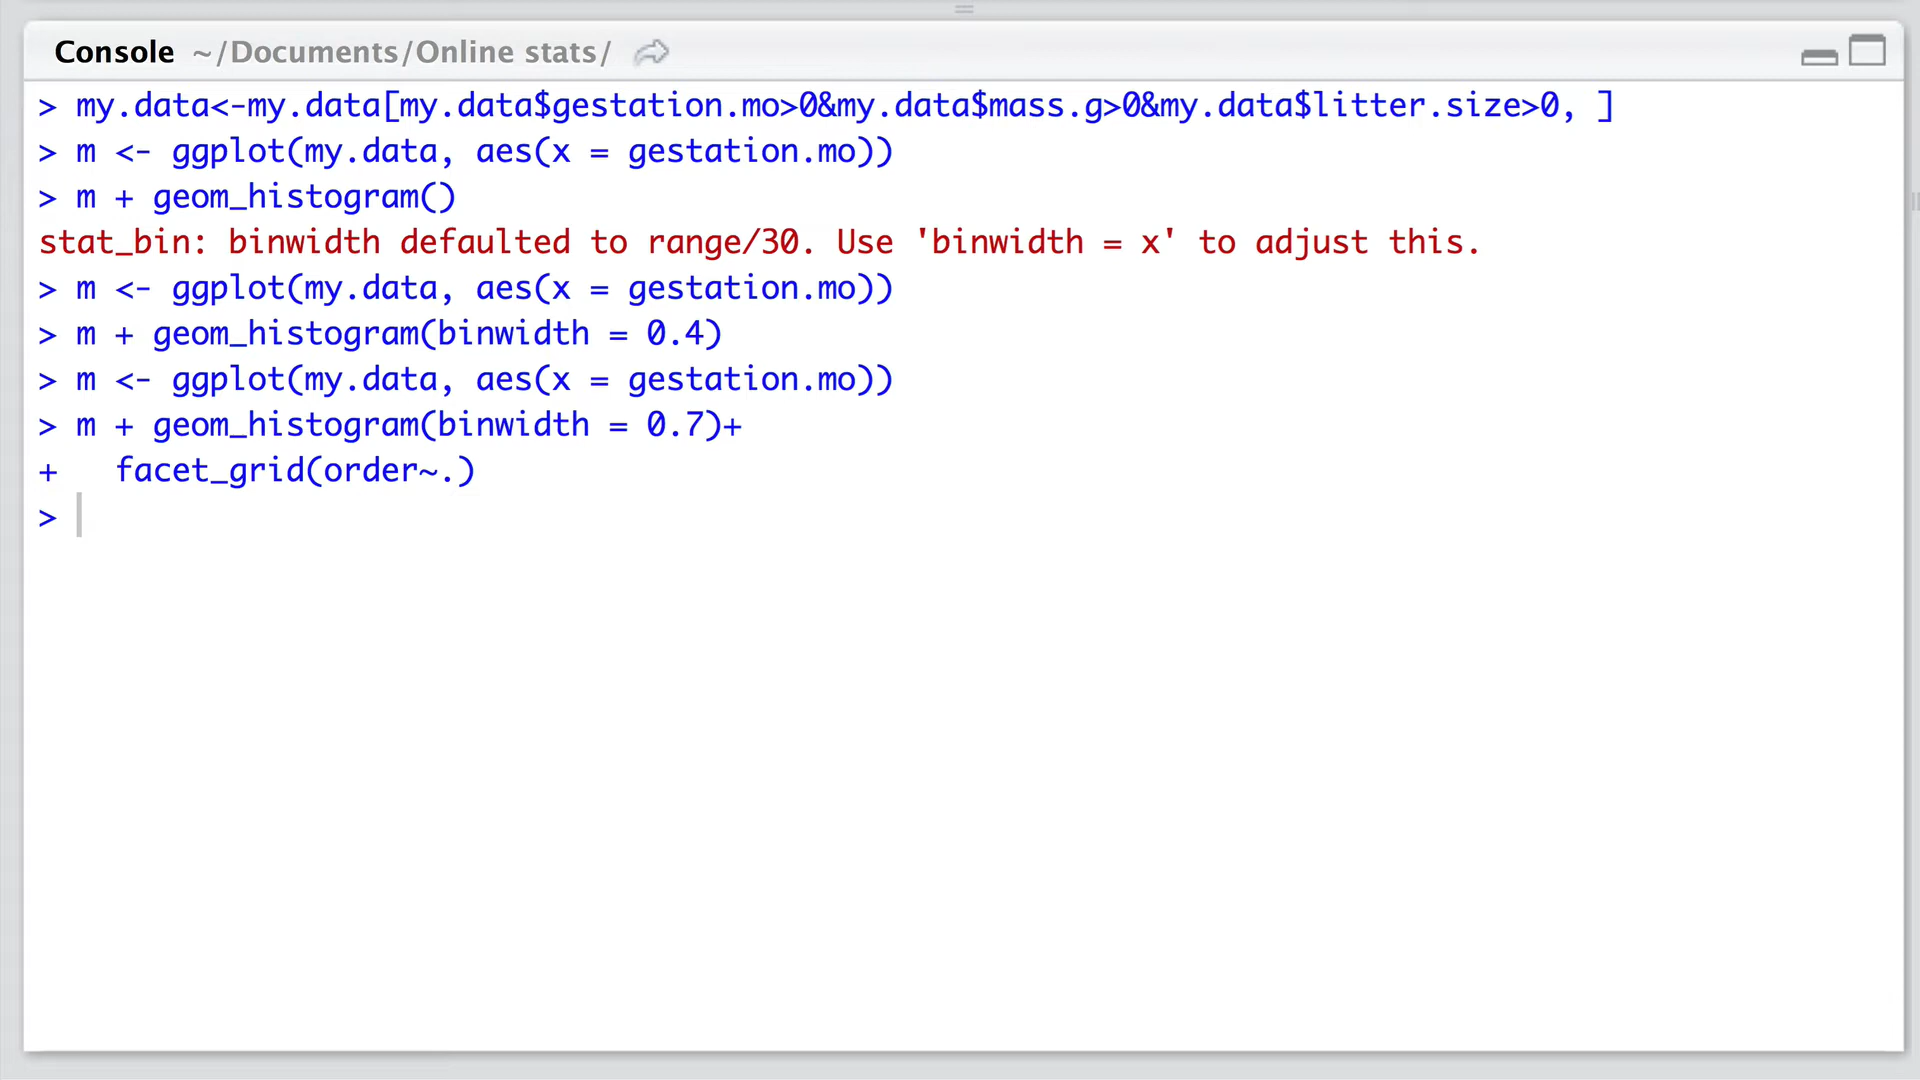 Console ~/Documents/Online stats/
> my.data<-my.data[my.data$gestation.mo>0&my.data$mass.g>0&my.data$litter.size>0, ]
> m <- ggplot(my.data, aes(x = gestation.mo))
> m + geom_histogram()
stat_bin: binwidth defaulted to range/30. Use 'binwidth = x' to adjust this.
> m <- ggplot(my.data, aes(x = gestation.mo))
> m + geom_histogram(binwidth = 0.4)
> m <- ggplot(my.data, aes(x = gestation.mo))
> m + geom_histogram(binwidth = 0.7)+
+   facet_grid(order~.)
>